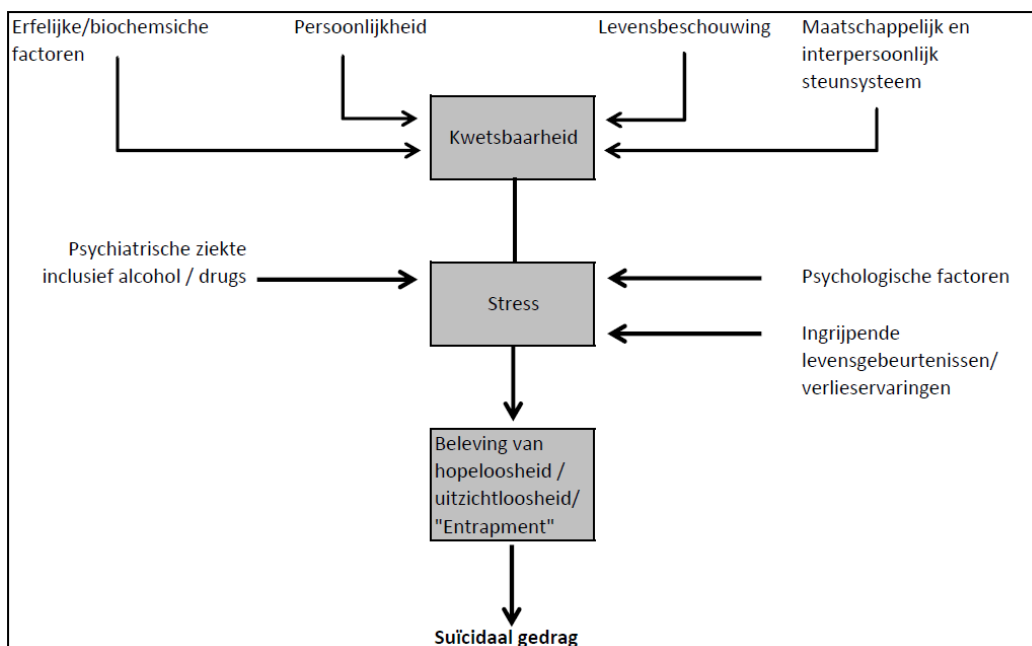 Erfelijke/biochemsiche
factoren
Persoonlijkheid
Levensbeschouwing
Maatschappelijk en
interpersoonlijk
steunsysteem
Kwetsbaarheid
Psychiatrische ziekte
inclusief alcohol / drugs
Stress
Psychologische factoren
Ingrijpende
levensgebeurtenissen/
verlieservaringen
Beleving van
hopeloosheid /
uitzichtloosheid/
"Entrapment"
Suïcidaal gedrag